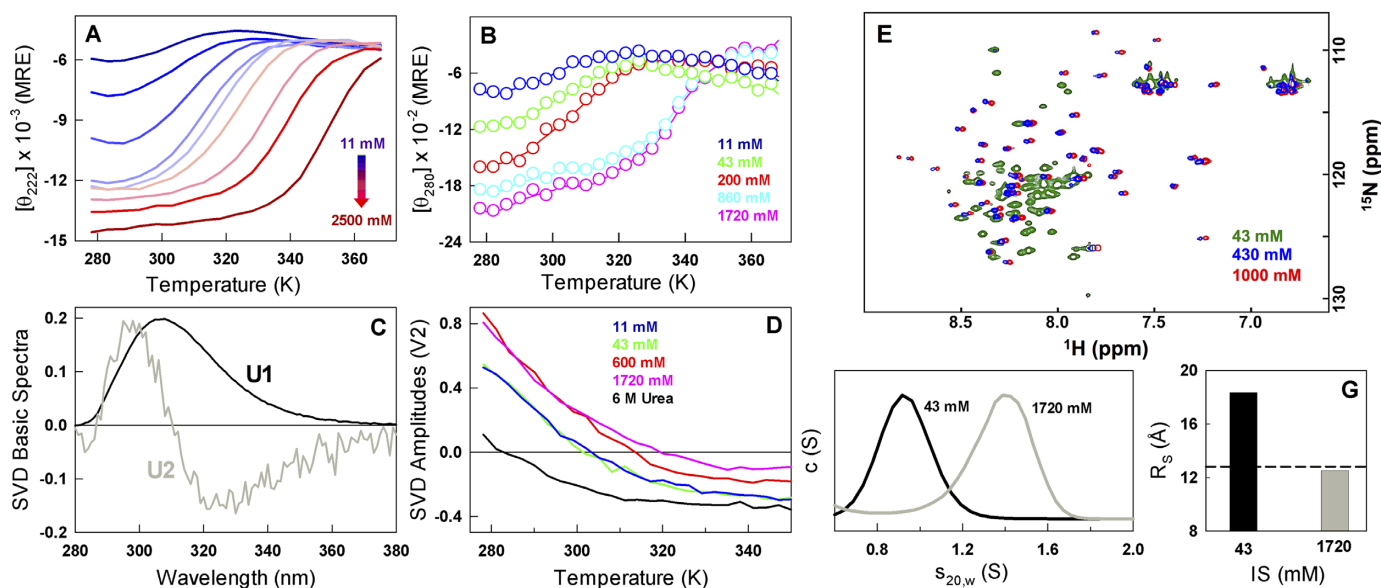 A
[θ222] x 10-3 (MRE)
-6
-9
-12
-15
11 mM
2500 mM
280 300 320 340 360
Temperature (K)
B
[θ280] x 10-2 (MRE)
-6
-12
-18
-24
11 mM
43 mM
200 mM
860 mM
1720 mM
280 300 320 340 360
Temperature (K)
E
110
120
130
15N (ppm)
43 mM
430 mM
1000 mM
8.5 8.0 7.5 7.0
1H (ppm)
C
SVD Basic Spectra
0.2
0.1
0.0
-0.1
-0.2
U1
U2
280 300 320 340 360 380
Wavelength (nm)
D
SVD Amplitudes (V2)
0.8
0.4
0.0
-0.4
11 mM
43 mM
600 mM
1720 mM
6 M Urea
280 300 320 340
Temperature (K)
c (S)
43 mM
1720 mM
0.8 1.2 1.6 2.0
s20,w (S)
G
RS (Å)
20
16
12
8
43 1720
IS (mM)